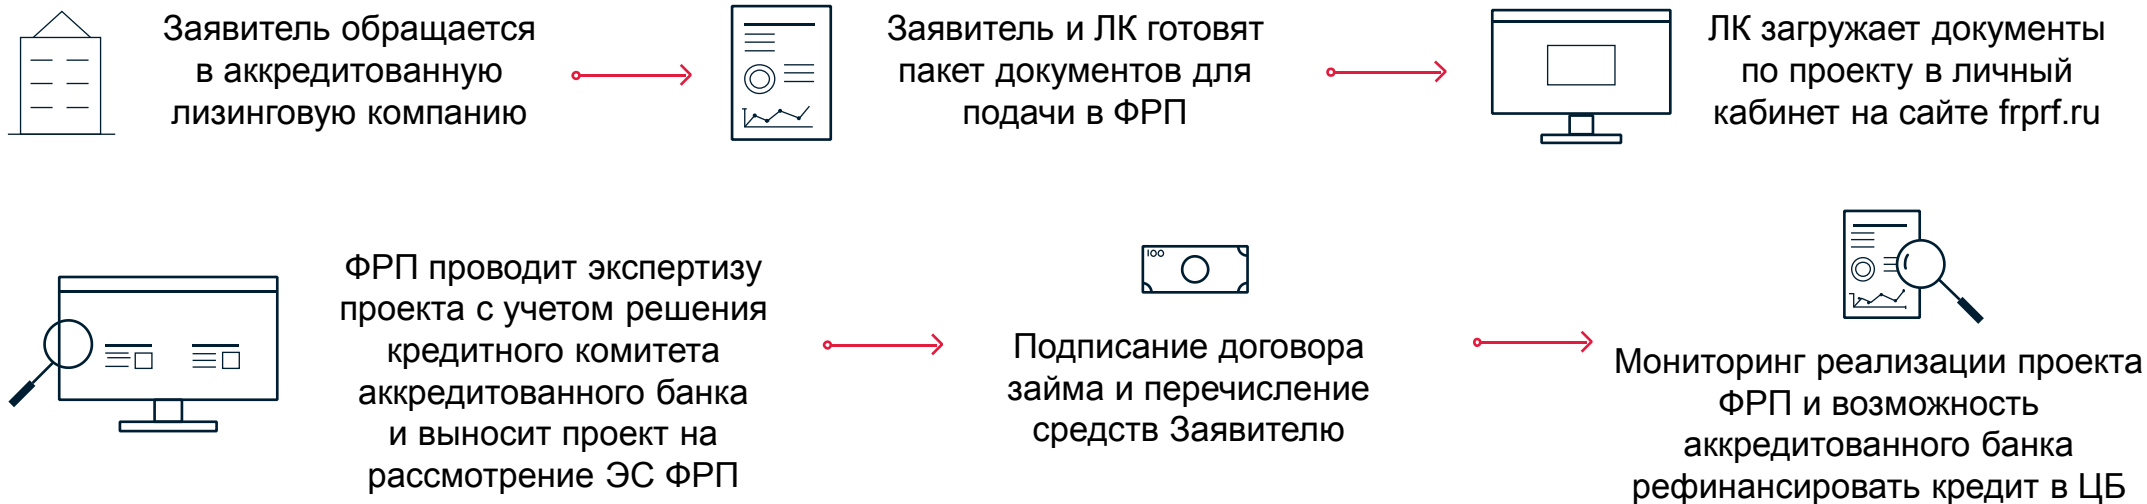 Заявитель обращается
в аккредитованную
лизинговую компанию
Заявитель и ЛК готовят
пакет документов для
подачи в ФРП
ЛК загружает документы
по проекту в личный
кабинет на сайте frprf.ru
ФРП проводит экспертизу
проекта с учетом решения
кредитного комитета
аккредитованного банка
и выносит проект на
рассмотрение ЭС ФРП
100
Подписание договора
займа и перечисление
средств Заявителю
Мониторинг реализации проекта
ФРП и возможность
аккредитованного банка
рефинансировать кредит в ЦБ